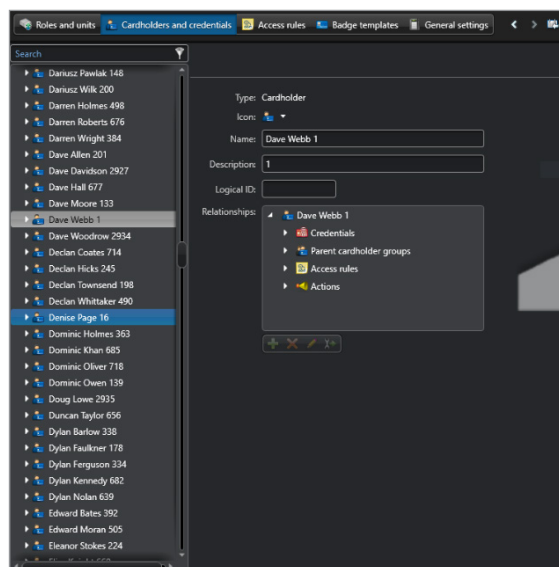 Roles and units Cardholders and credentials Access rules Badge templates General settings
Search
Dariusz Pawlak 148
Dariusz Wilk 200
Darren Holmes 498
Darren Roberts 676
Darren Wright 384
Dave Allen 201
Dave Davidson 2927
Dave Hall 677
Dave Moore 133
Dave Webb 1
Dave Woodrow 2934
Declan Coates 714
Declan Hicks 245
Declan Townsend 198
Declan Whittaker 490
Denise Page 16
Dominic Holmes 363
Dominic Khan 685
Dominic Oliver 718
Dominic Owen 139
Doug Lowe 2935
Duncan Taylor 656
Dylan Barlow 338
Dylan Faulkner 178
Dylan Ferguson 334
Dylan Kennedy 682
Dylan Nolan 639
Edward Bates 392
Edward Moran 505
Eleanor Stokes 224
Type: Cardholder
Icon:
Name: Dave Webb 1
Description: 1
Logical ID:
Relationships: Dave Webb 1
Credentials
Parent cardholder groups
Access rules
Actions